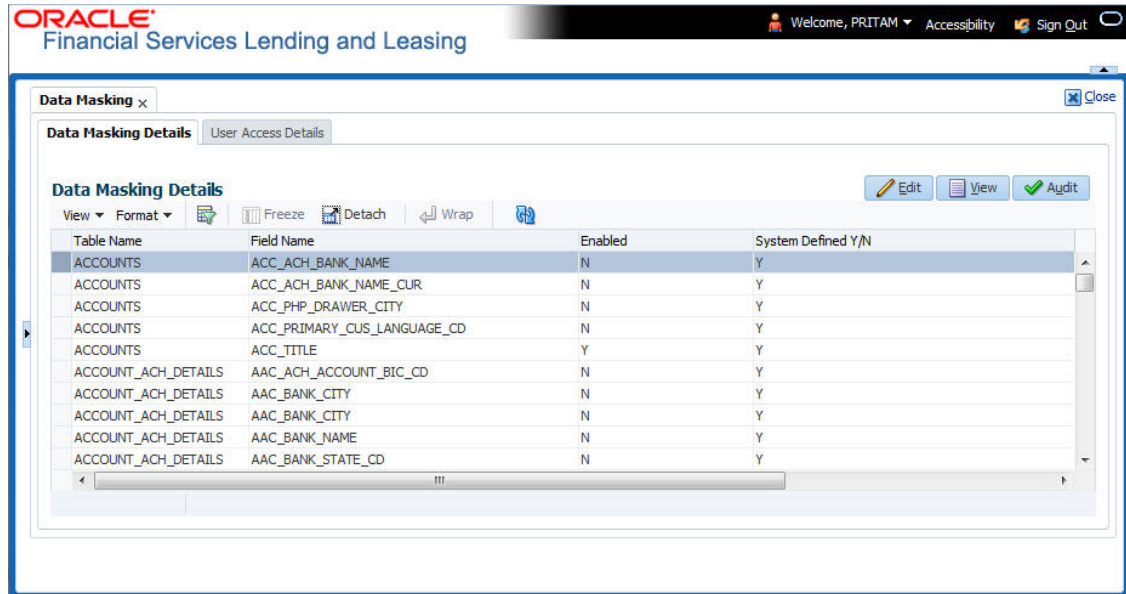 ORACLE
Financial Services Lending and Leasing
Welcome, PRITAM Accessibility Sign Out
Data Masking x Close
Data Masking Details User Access Details
Data Masking Details Edit View Audit
View Format Freeze Detach Wrap
Table Name Field Name Enabled System Defined Y/N
ACCOUNTS ACC_ACH_BANK_NAME N Y
ACCOUNTS ACC_ACH_BANK_NAME_CUR N Y
ACCOUNTS ACC_PHP_DRAWER_CITY N Y
ACCOUNTS ACC_PRIMARY_CUS_LANGUAGE_CD N Y
ACCOUNTS ACC_TITLE Y Y
ACCOUNT_ACH_DETAILS AAC_ACH_ACCOUNT_BIC_CD N Y
ACCOUNT_ACH_DETAILS AAC_BANK_CITY N Y
ACCOUNT_ACH_DETAILS AAC_BANK_CITY N Y
ACCOUNT_ACH_DETAILS AAC_BANK_NAME N Y
ACCOUNT_ACH_DETAILS AAC_BANK_STATE_CD N Y